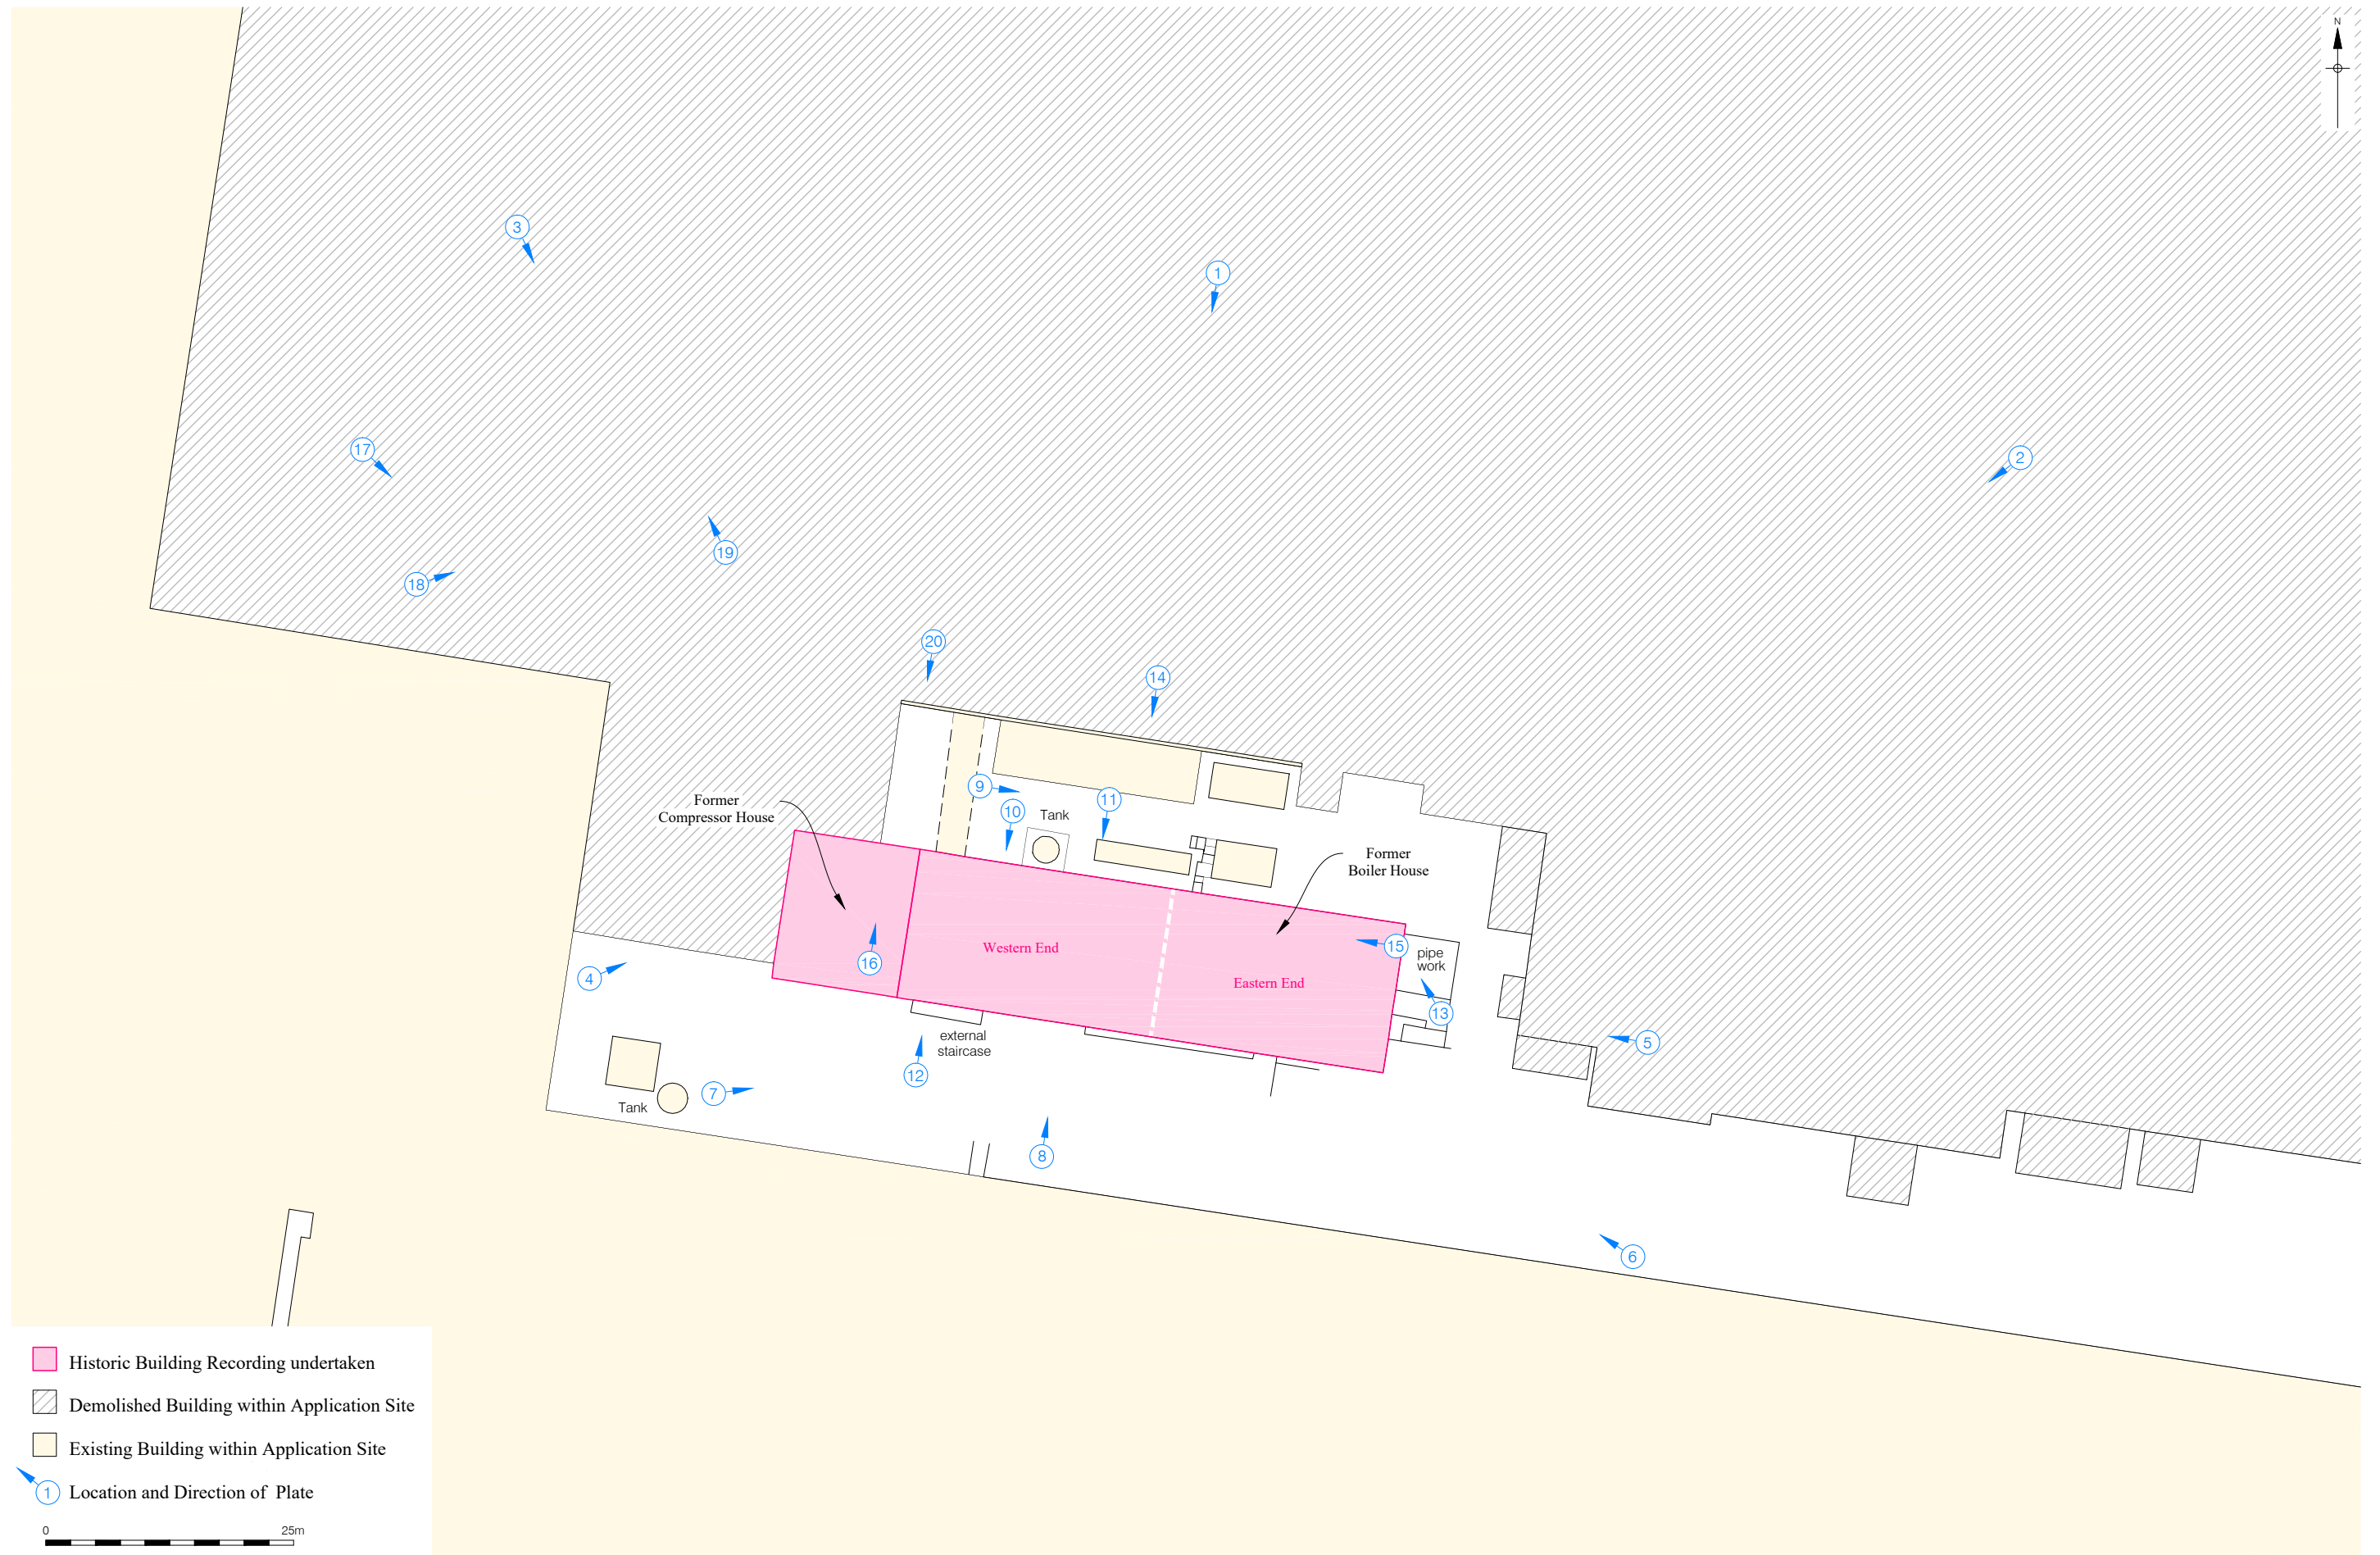 N
3
1
17
2
19
18
20
14
9
11
10
Tank
Former
Compressor House
Former
Boiler House
Western End
15
pipe
work
16
4
Eastern End
13
external
staircase
5
12
7
Tank
8
6
Historic Building Recording undertaken
Demolished Building within Application Site
Existing Building within Application Site
1 Location and Direction of Plate
0 25m